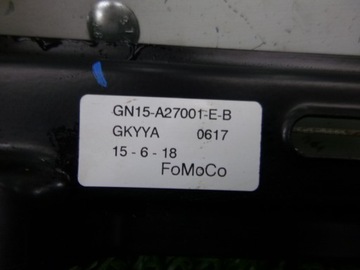 GN15-A27001-E-B
GKYYA 0617
15 - 6 - 18
FoMoCo